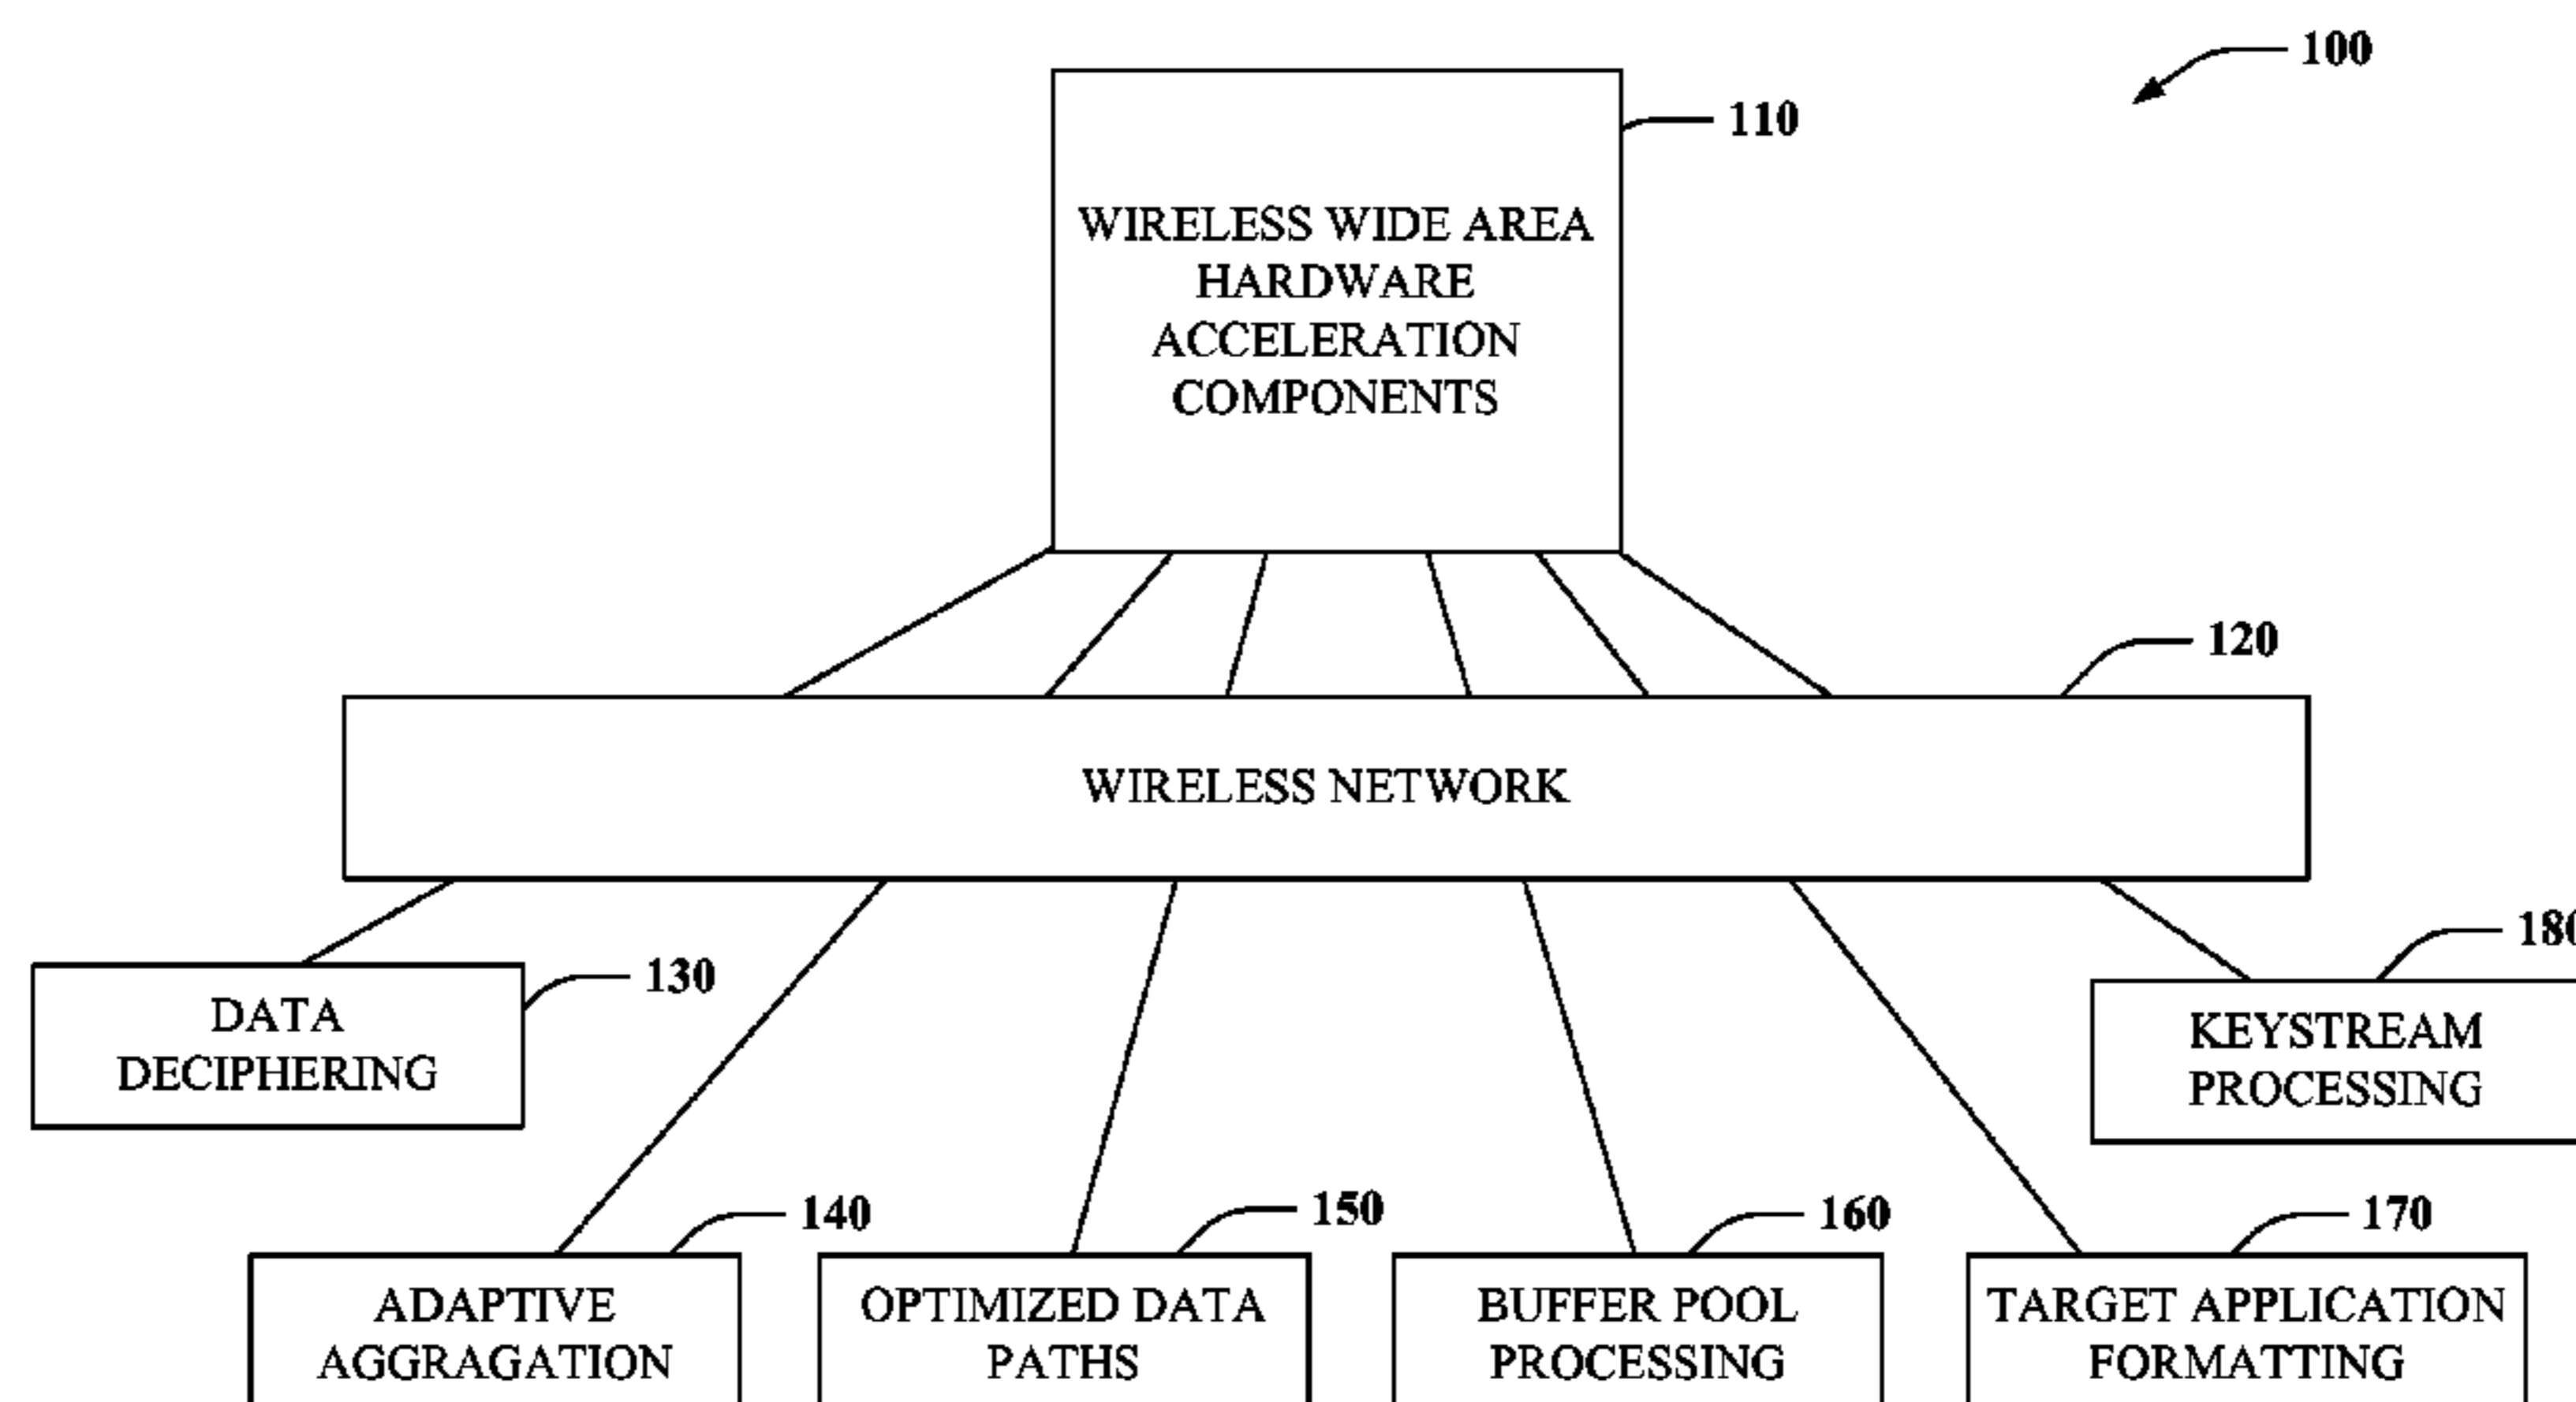 100
110
WIRELESS WIDE AREA
HARDWARE
ACCELERATION
COMPONENTS
120
WIRELESS NETWORK
130
DATA
DECIPHERING
180
KEYSTREAM
PROCESSING
140
ADAPTIVE
AGGRAGATION
150
OPTIMIZED DATA
PATHS
160
BUFFER POOL
PROCESSING
170
TARGET APPLICATION
FORMATTING